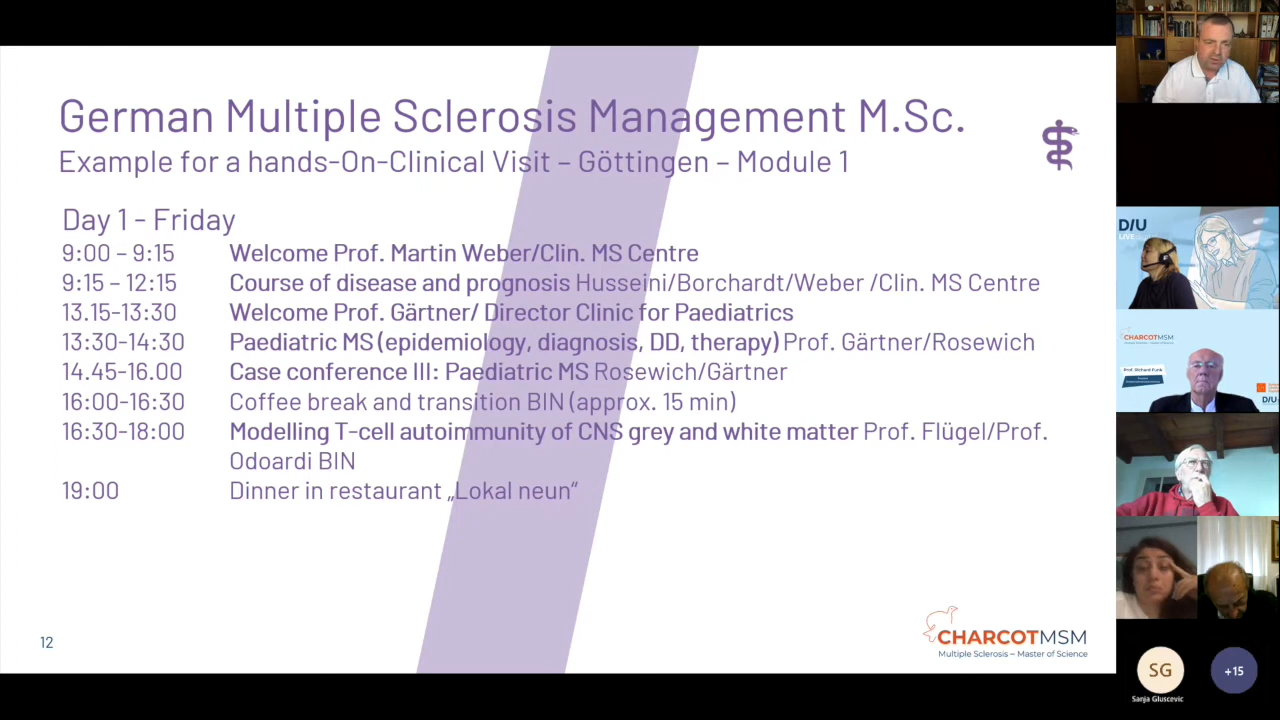 German Multiple Sclerosis Management M.Sc.
Example for a hands-On-Clinical Visit – Göttingen – Module 1
Day 1 - Friday
9:00 – 9:15 Welcome Prof. Martin Weber/Clin. MS Centre
9:15 – 12:15 Course of disease and prognosis Husseini/Borchardt/Weber /Clin. MS Centre
13.15-13:30 Welcome Prof. Gärtner/ Director Clinic for Paediatrics
13:30-14:30 Paediatric MS (epidemiology, diagnosis, DD, therapy) Prof. Gärtner/Rosewich
14.45-16.00 Case conference III: Paediatric MS Rosewich/Gärtner
16:00-16:30 Coffee break and transition BIN (approx. 15 min)
16:30-18:00 Modelling T-cell autoimmunity of CNS grey and white matter Prof. Flügel/Prof.
Odoardi BIN
19:00 Dinner in restaurant „Lokal neun“
12
CHARCOTMSM
Multiple Sclerosis – Master of Science
D/U
LIVE
CHARCOTMSM
Prof. Richard Funk
D/U
SG
+15
Sanja Gluscevic